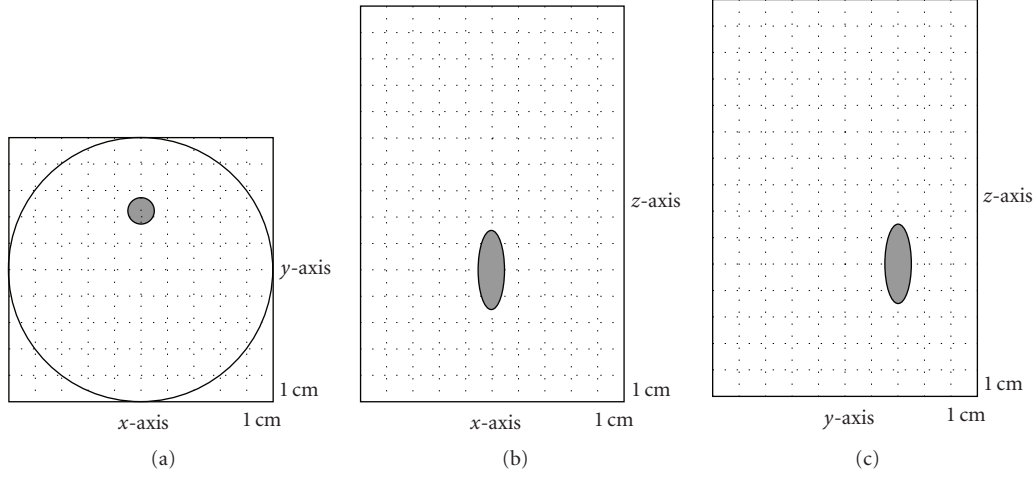 y-axis
1 cm
x-axis
1 cm
(a)
z-axis
1 cm
x-axis
1 cm
(b)
z-axis
1 cm
y-axis
1 cm
(c)